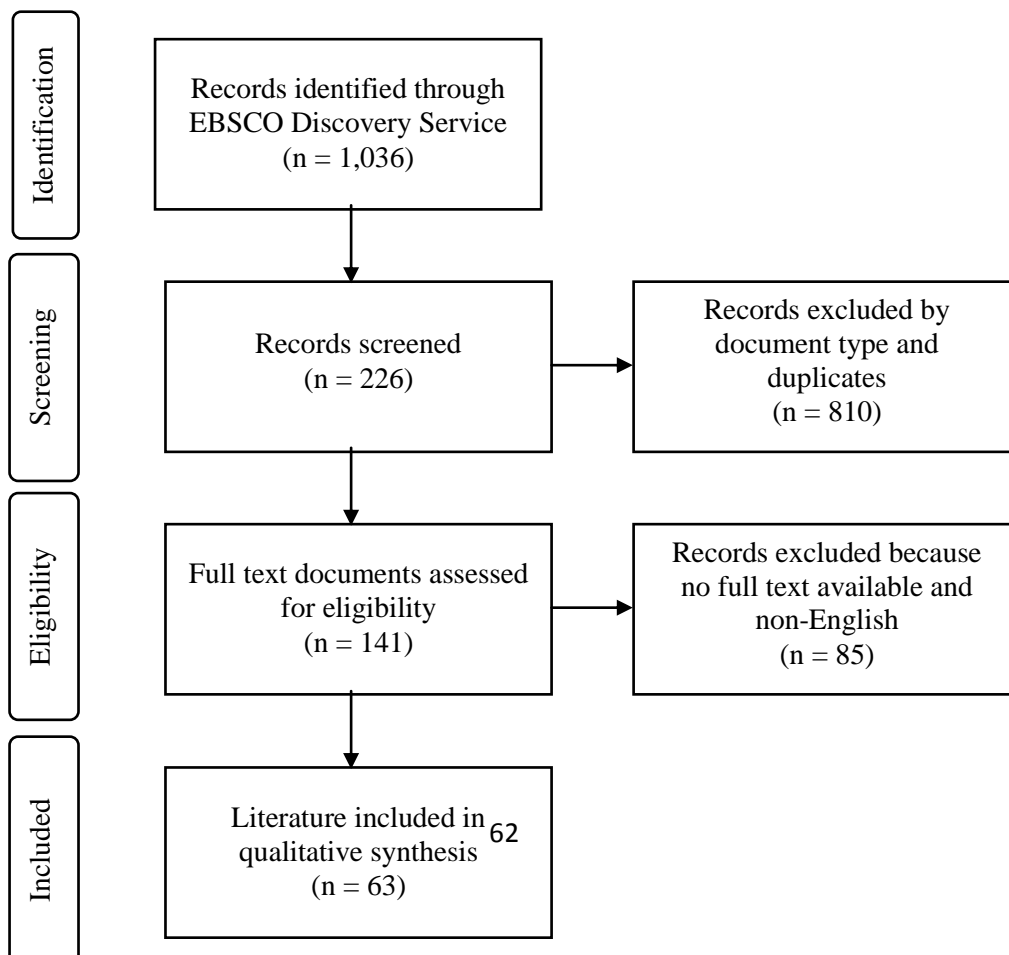 Identification
Records identified through
EBSCO Discovery Service
(n = 1,036)
Screening
Records screened
(n = 226)
Records excluded by
document type and
duplicates
(n = 810)
Eligibility
Full text documents assessed
for eligibility
(n = 141)
Records excluded because
no full text available and
non-English
(n = 85)
Included
Literature included in
qualitative synthesis
62
(n = 63)